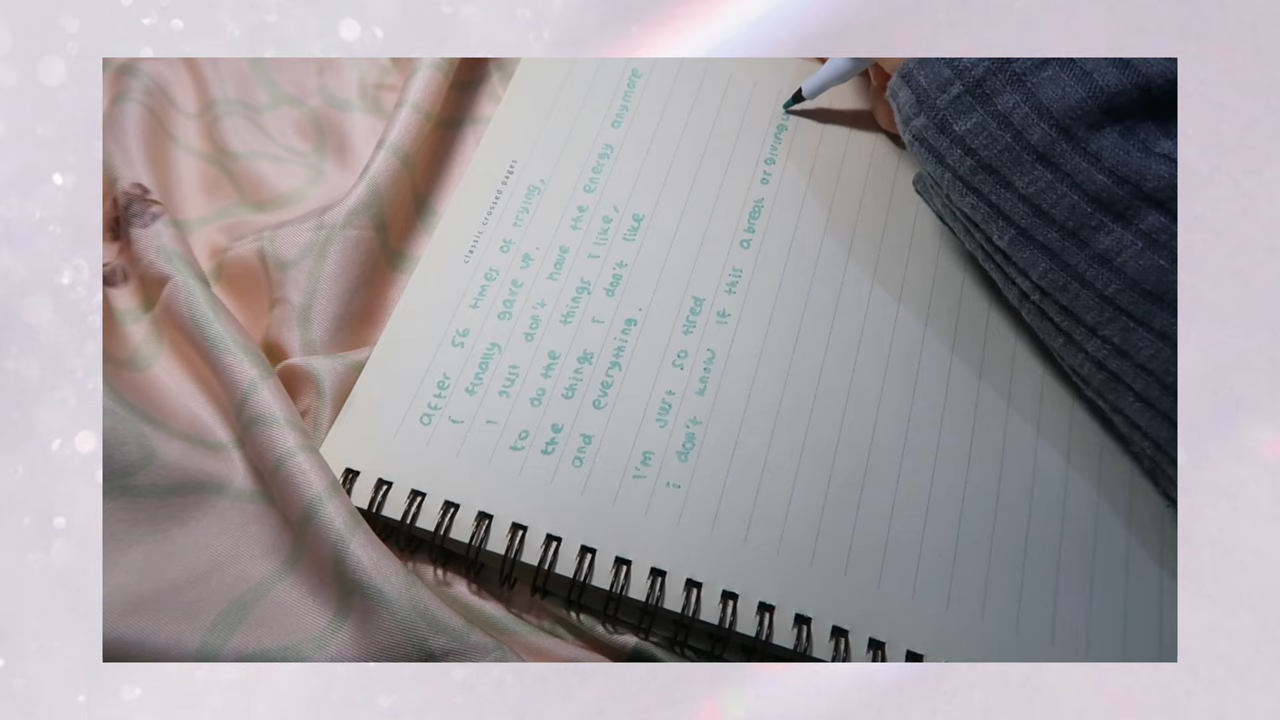 classic crossed pages
after 56 times of trying,
i finally gave up.
I just don't have the energy anymore
to do the things I like,
the things I don't like
and everything.
I'm just so tired
i don't know if this a break or giving